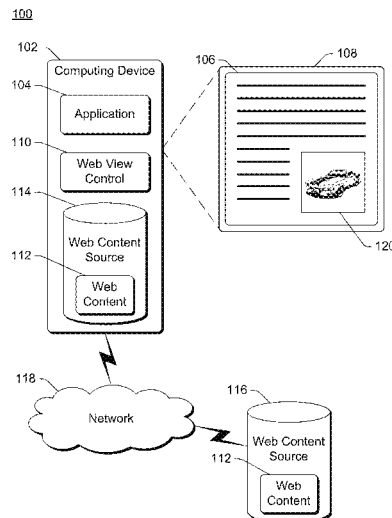 100
102
Computing Device
104
Application
110
Web View
Control
114
Web Content
Source
112
Web
Content
106
108
120
118
Network
116
Web Content
Source
112
Web
Content